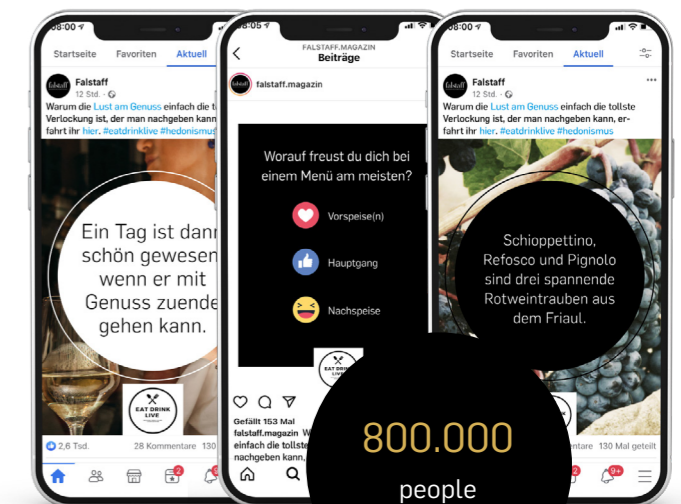 08:00
Startseite Favoriten Aktuell
Falstaff
12 Std.
Warum die Lust am Genuss einfache die
Verlockung ist, der man nachgeben kann
fahrt ihr hier. #eatdrinklive #hedonismus
Ein Tag ist dann
schön gewesen
wenn er mit
Genuss zuende
gehen kann.
EAT DRINK
LIVE
2,6 Tsd. 28 Kommentare 130
2
08:05
FALSTAFF.MAGAZIN
Beiträge
falstaff.magazin
Worauf freust du dich bei
einem Menü am meisten?
Vorspeise(n)
Hauptgang
Nachspeise
EAT DRINK
LIVE
Gefällt 153 Mal
falstaff.magazin
einfach die tollste
nachgeben kann,
08:00
Startseite Favoriten Aktuell
Falstaff
12 Std.
Warum die Lust am Genuss einfach die tollste
Verlockung ist, der man nachgeben kann, er-
fahrt ihr hier. #eatdrinklive #hedonismus
Schioppettino,
Refosco und Pignolo
sind drei spannende
Rotweintrauben aus
dem Friaul.
130 Mal geteilt
9+
800.000
people